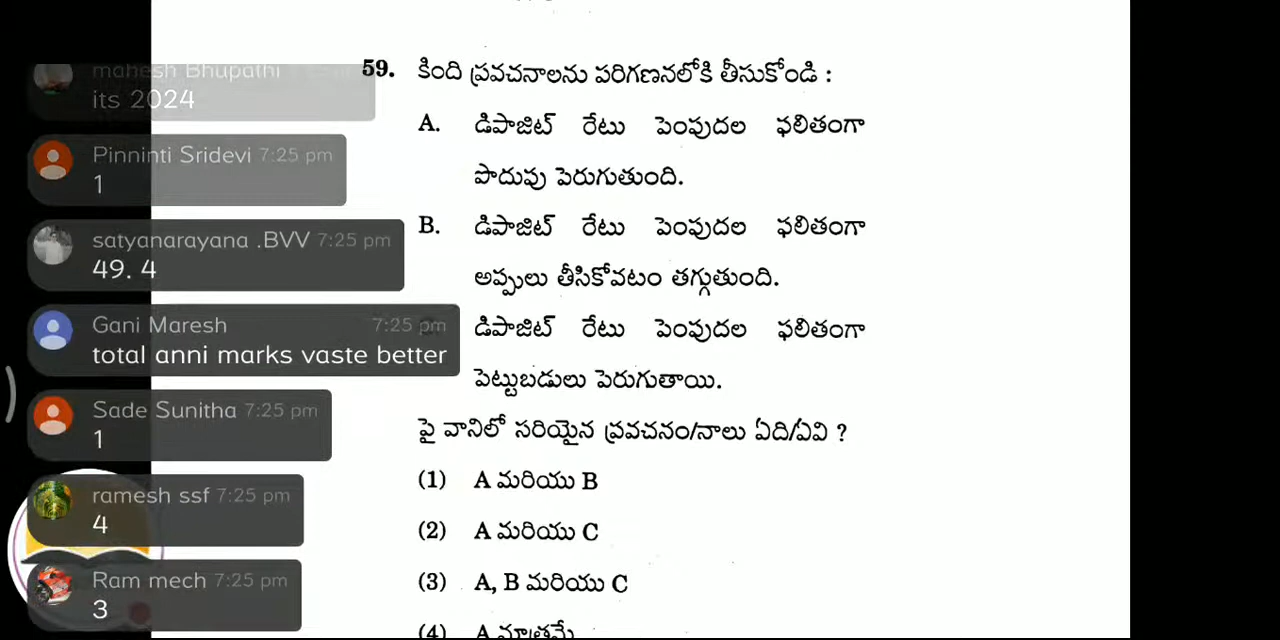 mahesh Bhupathi
its 2024
Pinninti Sridevi 7:25 pm
1
satyanarayana .BVV 7:25 pm
49. 4
Gani Maresh 7:25 pm
total anni marks vaste better
Sade Sunitha 7:25 pm
1
ramesh ssf 7:25 pm
4
Ram mech 7:25 pm
3
59. కింది ప్రవచనాలను పరిగణనలోకి తీసుకోండి :
A. డిపాజిట్ రేటు పెంపుదల ఫలితంగా
పొదువు పెరుగుతుంది.
B. డిపాజిట్ రేటు పెంపుదల ఫలితంగా
అప్పులు తీసికోవటం తగ్గుతుంది.
డిపాజిట్ రేటు పెంపుదల ఫలితంగా
పెట్టుబడులు పెరుగుతాయి.
పై వానిలో సరియైన ప్రవచనం/నాలు ఏది/ఏవి ?
(1) A మరియు B
(2) A మరియు C
(3) A, B మరియు C
(4) A మాత్రమే